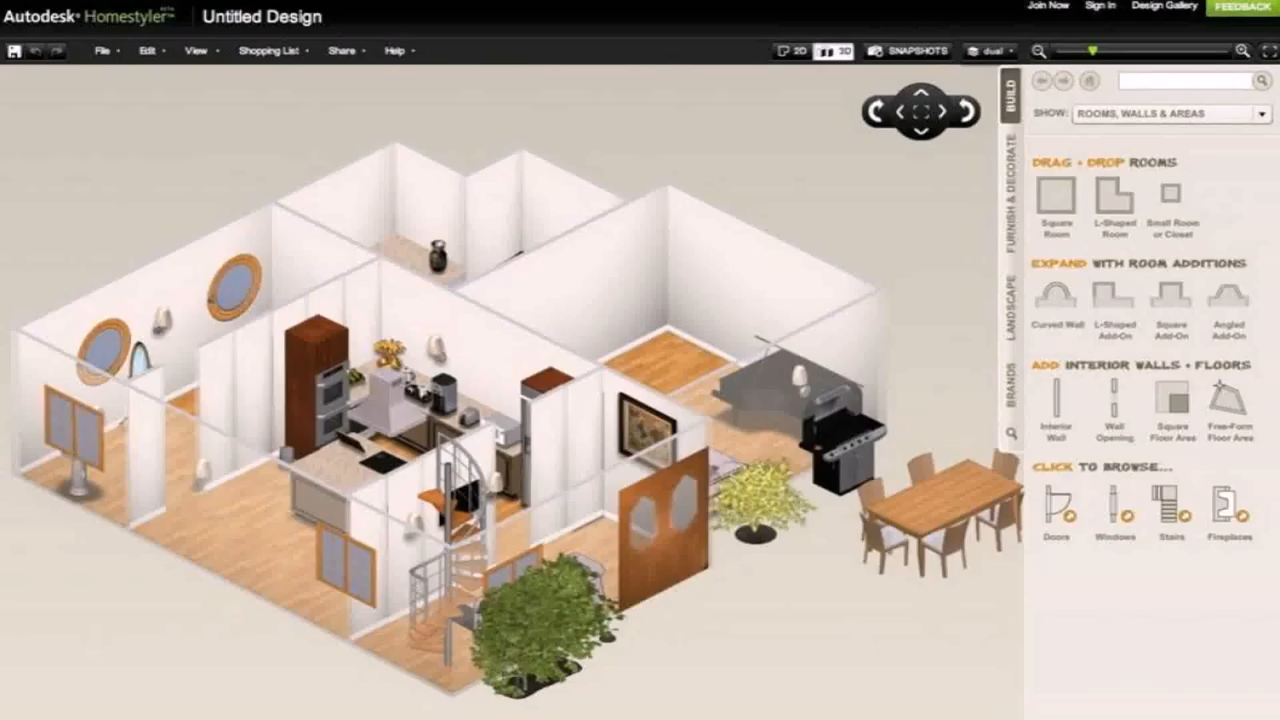 Autodesk® Homestyler™ BETA
Untitled Design
Join Now Sign In Design Gallery FEEDBACK
File Edit View Shopping List Share Help
2D 3D SNAPSHOTS dual
BUILD
FURNISH & DECORATE
LANDSCAPE
BRANDS
SHOW: ROOMS, WALLS & AREAS
DRAG + DROP ROOMS
Square Room
L-Shaped Room
Small Room or Closet
EXPAND WITH ROOM ADDITIONS
Curved Wall
L-Shaped Add-On
Square Add-On
Angled Add-On
ADD INTERIOR WALLS + FLOORS
Interior Wall
Wall Opening
Square Floor Area
Free-Form Floor Area
CLICK TO BROWSE...
Doors Windows Stairs Fireplaces